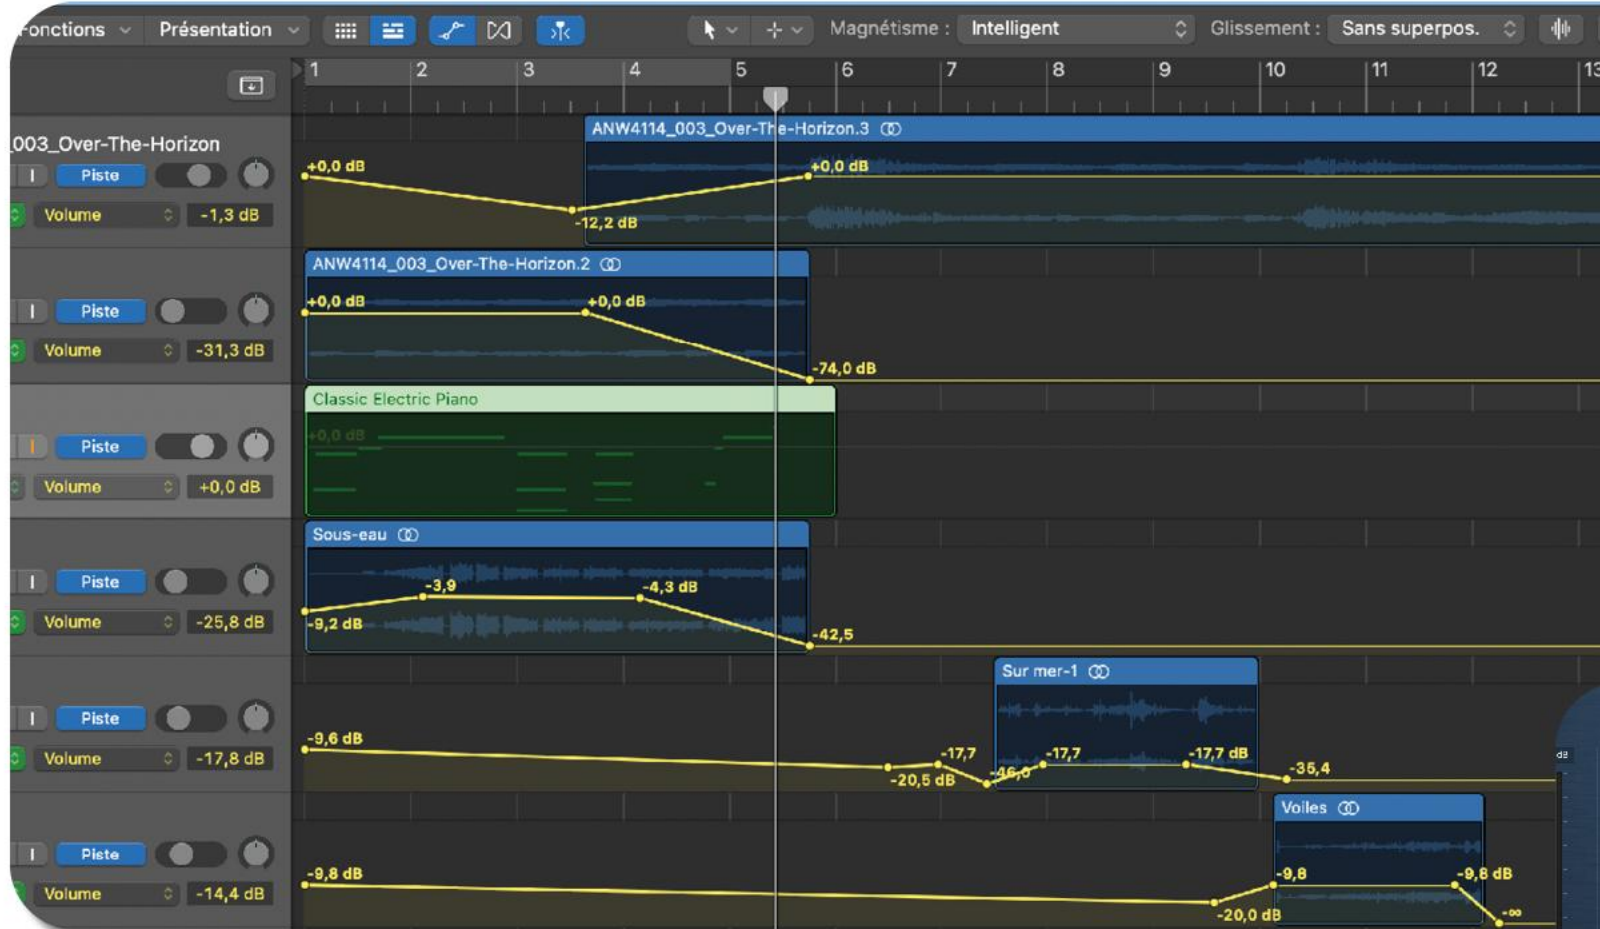 Fonctions Présentation Magnétisme : Intelligent Glissement : Sans superpos.
1 2 3 4 5 6 7 8 9 10 11 12 13
ANW4114_003_Over-The-Horizon.3
_003_Over-The-Horizon
I Piste
+0,0 dB +0,0 dB
Volume -1,3 dB
-12,2 dB
ANW4114_003_Over-The-Horizon.2
I Piste
+0,0 dB +0,0 dB
Volume -31,3 dB
-74,0 dB
Classic Electric Piano
+0,0 dB
I Piste
Volume +0,0 dB
Sous-eau
I Piste
-3,9 -4,3 dB
Volume -25,8 dB
-9,2 dB -42,5
Sur mer-1
I Piste
-9,6 dB -17,7 -17,7 -17,7 dB
Volume -17,8 dB
-20,5 dB -46,0 -35,4
dB
Voiles
I Piste
-9,8 dB -9,8 -9,8 dB
Volume -14,4 dB
-20,0 dB -∞